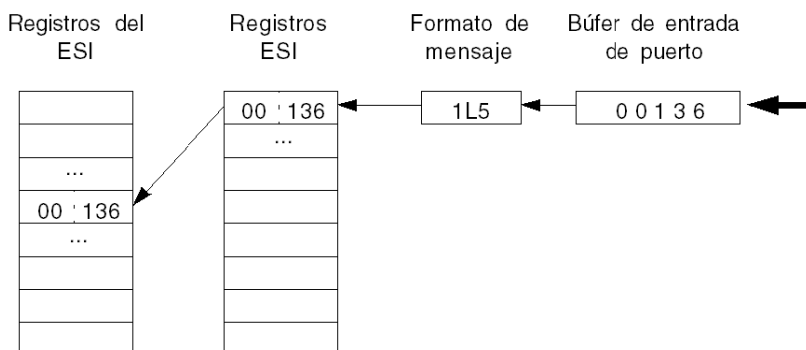 Registros del
ESI
Registros
ESI
Formato de
mensaje
Búfer de entrada
de puerto
00 136
1L5
0 0 1 3 6
...
...
00 136
...